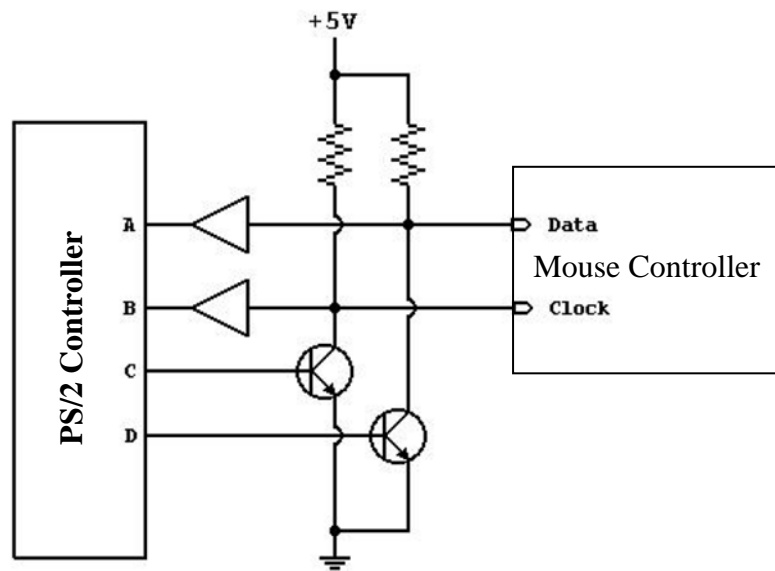 +5V
PS/2 Controller
A
B
C
D
Data
Mouse Controller
Clock